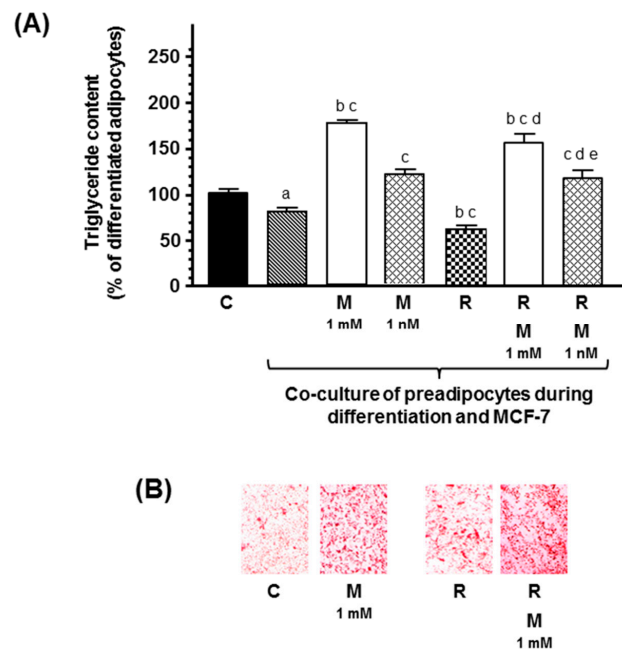 (A)
Triglyceride content
(% of differentiated adipocytes)
250
200
150
100
50
0
a
b c
c
b c
b c d
c d e
C
M
1 mM
M
1 nM
R
R
M
1 mM
R
M
1 nM
Co-culture of preadipocytes during
differentiation and MCF-7
(B)
C
M
1 mM
R
R
M
1 mM